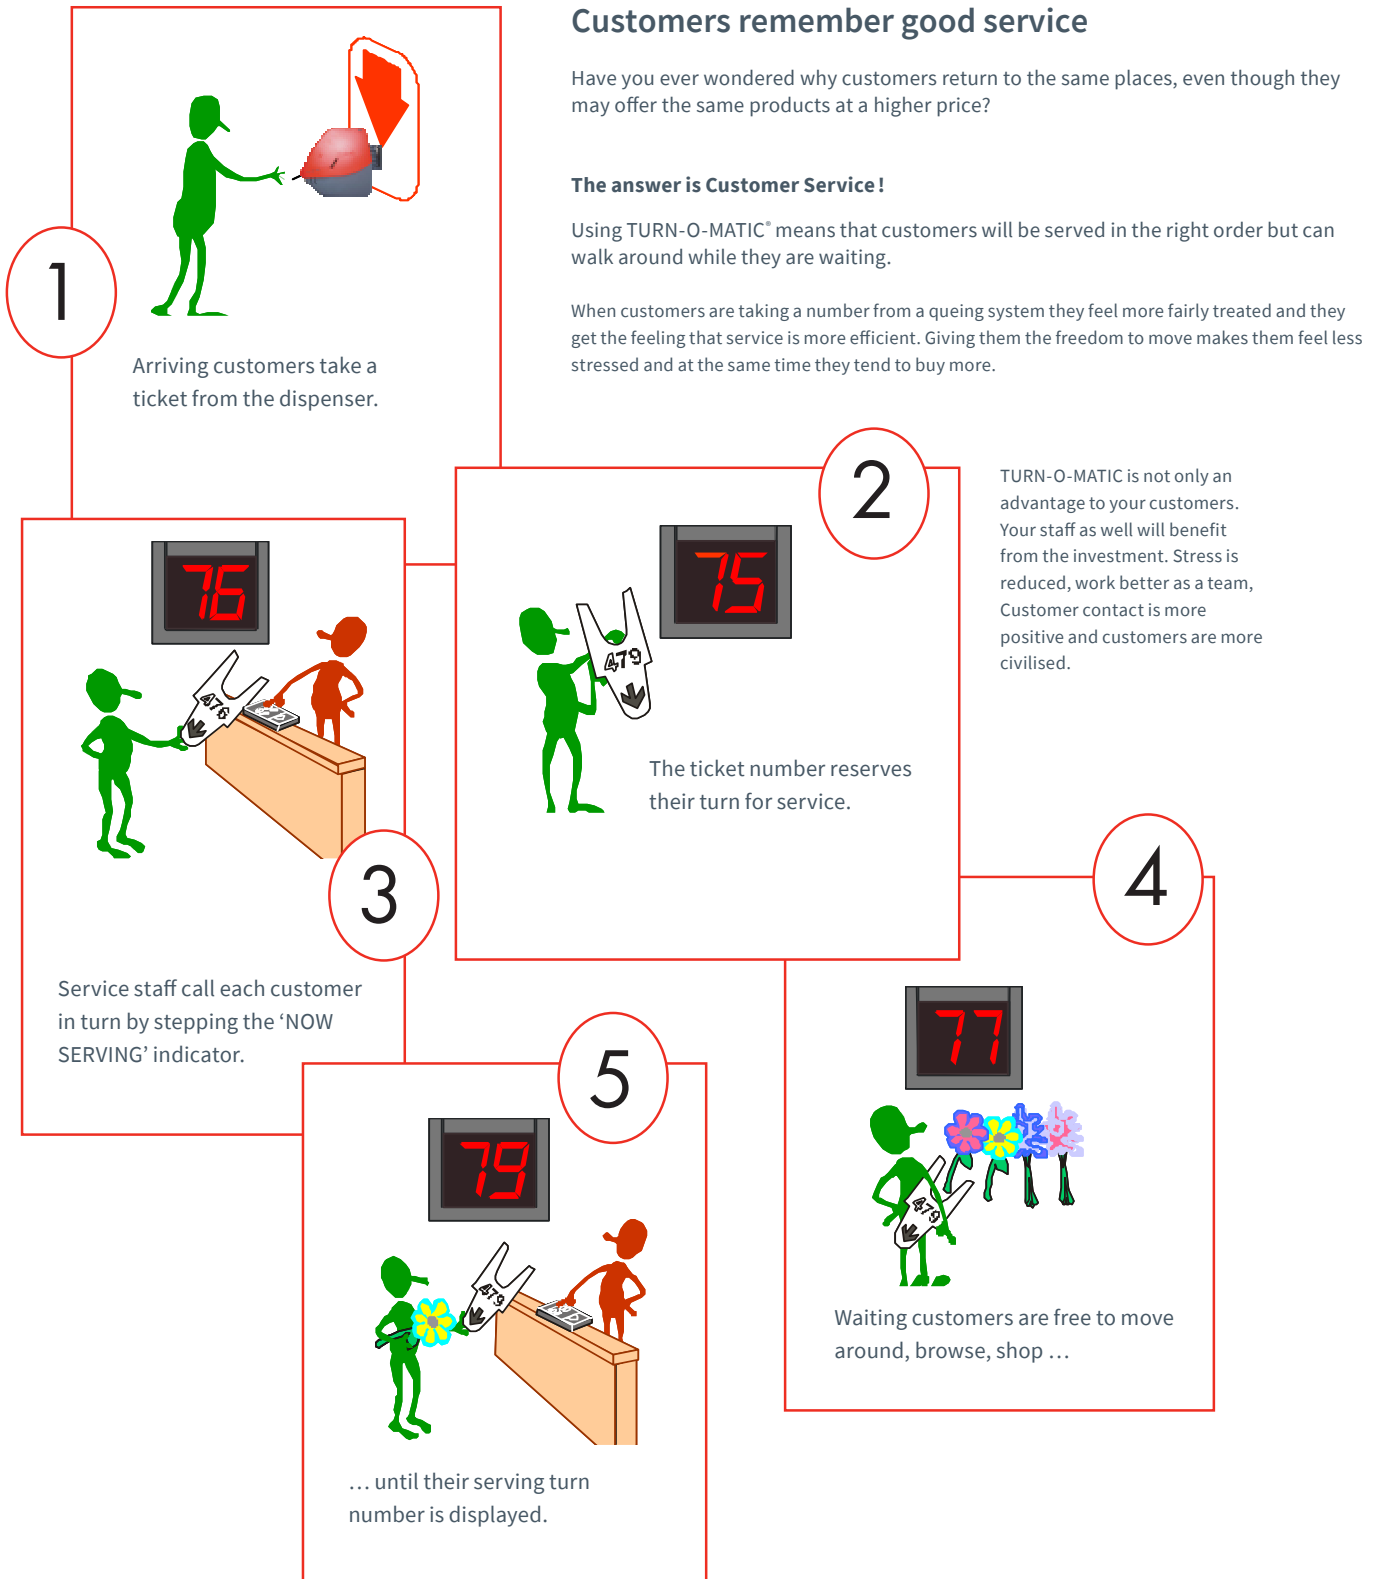 Customers remember good service
Have you ever wondered why customers return to the same places, even though they
may offer the same products at a higher price?
The answer is Customer Service!
Using TURN-O-MATIC® means that customers will be served in the right order but can
walk around while they are waiting.
When customers are taking a number from a queing system they feel more fairly treated and they
get the feeling that service is more efficient. Giving them the freedom to move makes them feel less
stressed and at the same time they tend to buy more.
1
Arriving customers take a
ticket from the dispenser.
2
75
479
The ticket number reserves
their turn for service.
TURN-O-MATIC is not only an
advantage to your customers.
Your staff as well will benefit
from the investment. Stress is
reduced, work better as a team,
Customer contact is more
positive and customers are more
civilised.
76
476
3
Service staff call each customer
in turn by stepping the ‘NOW
SERVING’ indicator.
4
77
479
Waiting customers are free to move
around, browse, shop …
5
79
479
… until their serving turn
number is displayed.